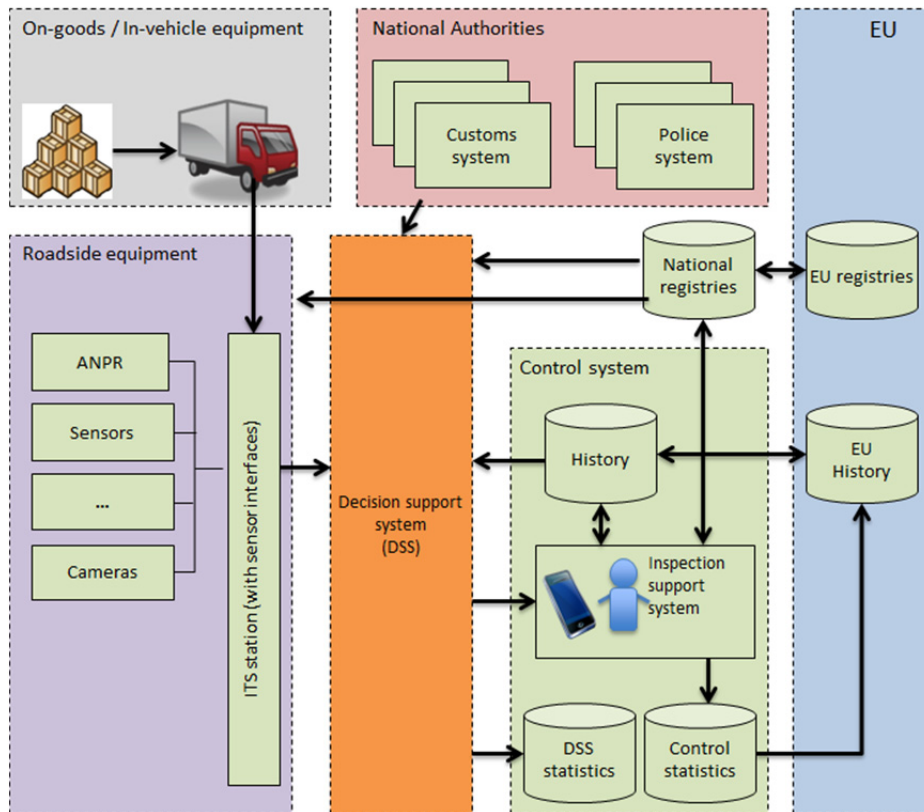 On-goods / In-vehicle equipment
National Authorities
EU
Customs
system
Police
system
Roadside equipment
National
registries
EU registries
ANPR
Sensors
...
Cameras
ITS station (with sensor interfaces)
Decision support
system
(DSS)
Control system
History
EU
History
Inspection
support
system
DSS
statistics
Control
statistics